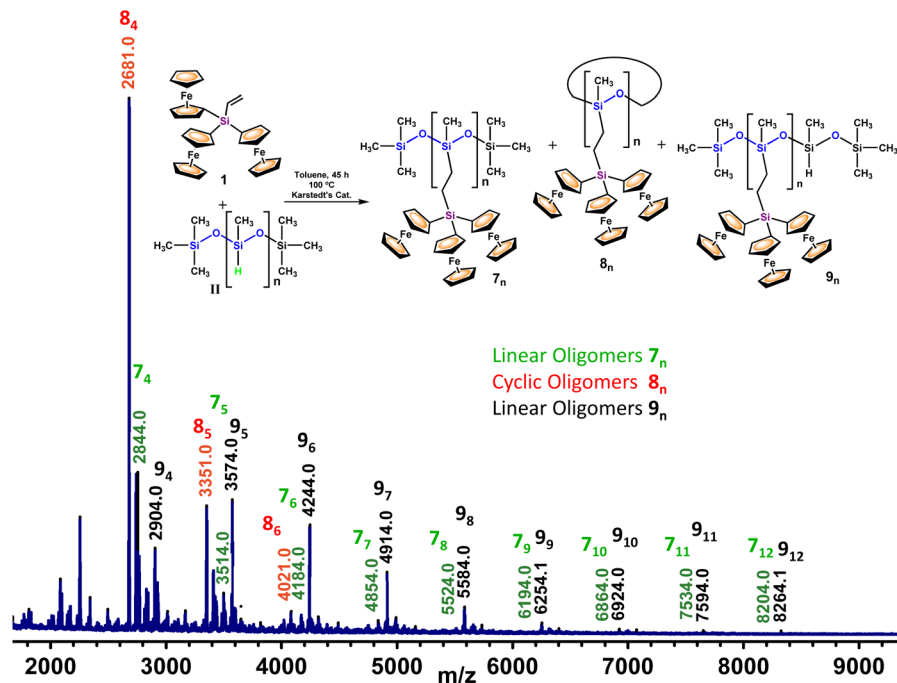 8₄
2681.0
Fe
Si
Fe
Fe
1
+
CH₃
CH₃
CH₃
H₃C
Si
O
Si
O
Si
CH₃
CH₃
H
CH₃
II
n
Toluene, 45 h
100 ºC
Karstedt's Cat.
CH₃
CH₃
CH₃
H₃C
Si
O
Si
O
Si
CH₃
CH₃
CH₃
n
Si
Fe
Fe
Fe
7ₙ
+
CH₃
Si
O
n
Si
Fe
Fe
Fe
8ₙ
+
CH₃
CH₃
CH₃
CH₃
H₃C
Si
O
Si
O
Si
O
Si
CH₃
CH₃
H
CH₃
n
Si
Fe
Fe
Fe
9ₙ
Linear Oligomers 7ₙ
Cyclic Oligomers 8ₙ
Linear Oligomers 9ₙ
7₄
2844.0
9₄
2904.0
8₅
3351.0
7₅
3514.0
9₅
3574.0
8₆
4021.0
7₆
4184.0
9₆
4244.0
7₇
4854.0
9₇
4914.0
7₈
5524.0
9₈
5584.0
7₉
6194.0
9₉
6254.1
7₁₀
6864.0
9₁₀
6924.0
7₁₁
7534.0
9₁₁
7594.0
7₁₂
8204.0
9₁₂
8264.1
2000 3000 4000 5000 6000 7000 8000 9000
m/z